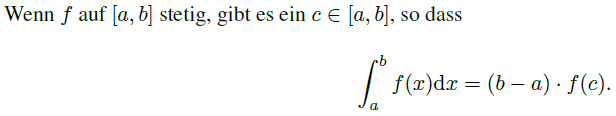 Wenn f auf [a, b] stetig, gibt es ein c ∈ [a, b], so dass
∫_a^b f(x)dx = (b − a) · f(c).